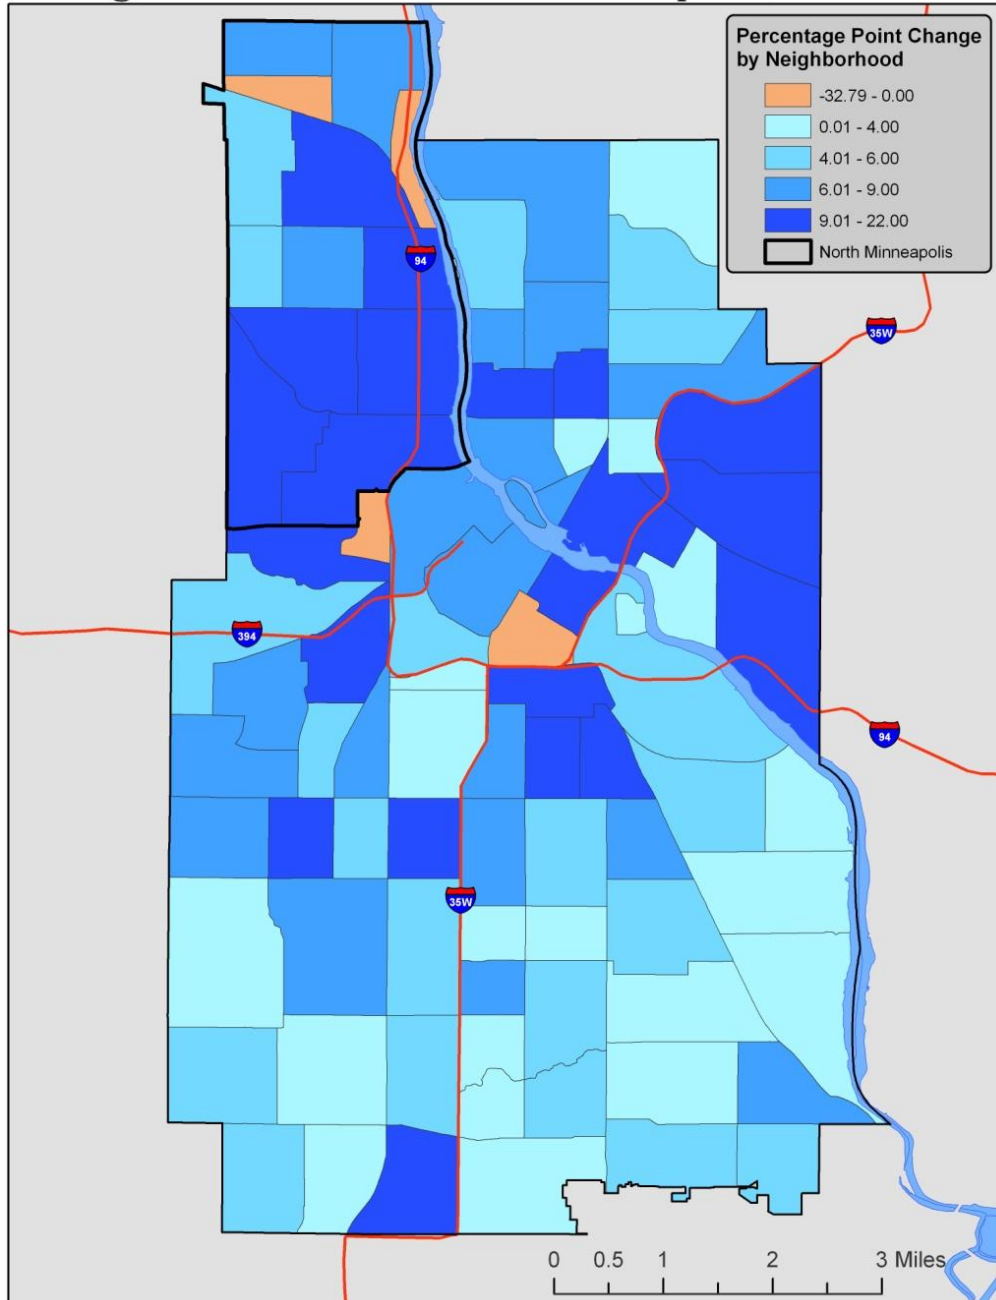 Percentage Point Change
by Neighborhood
-32.79 - 0.00
0.01 - 4.00
4.01 - 6.00
6.01 - 9.00
9.01 - 22.00
North Minneapolis
94
35W
394
94
35W
0 0.5 1 2 3 Miles